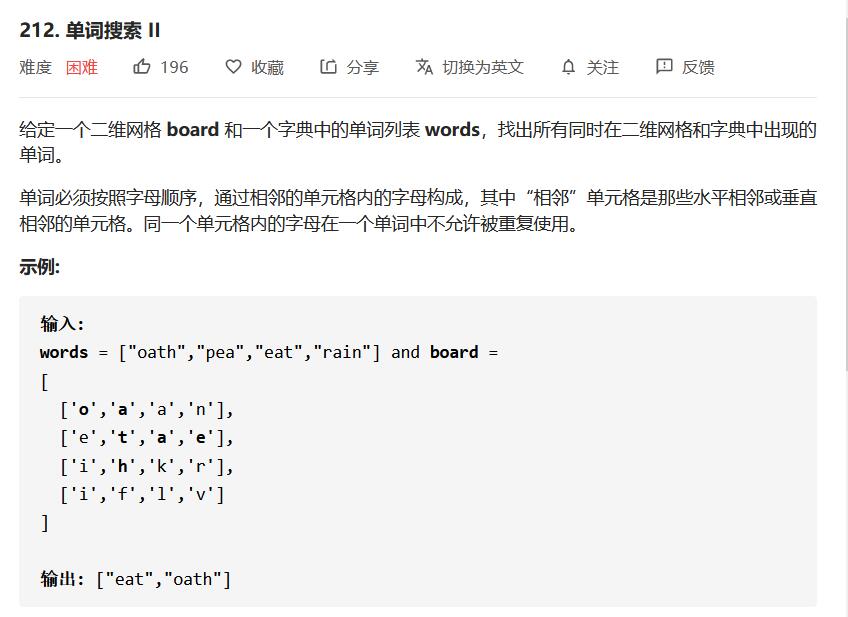 212. 单词搜索 II
难度 困难 196 收藏 分享 切换为英文 关注 反馈
给定一个二维网格 board 和一个字典中的单词列表 words，找出所有同时在二维网格和字典中出现的
单词。
单词必须按照字母顺序，通过相邻的单元格内的字母构成，其中“相邻”单元格是那些水平相邻或垂直
相邻的单元格。同一个单元格内的字母在一个单词中不允许被重复使用。
示例:
输入:
words = ["oath","pea","eat","rain"] and board =
[
  ['o','a','a','n'],
  ['e','t','a','e'],
  ['i','h','k','r'],
  ['i','f','l','v']
]
输出: ["eat","oath"]